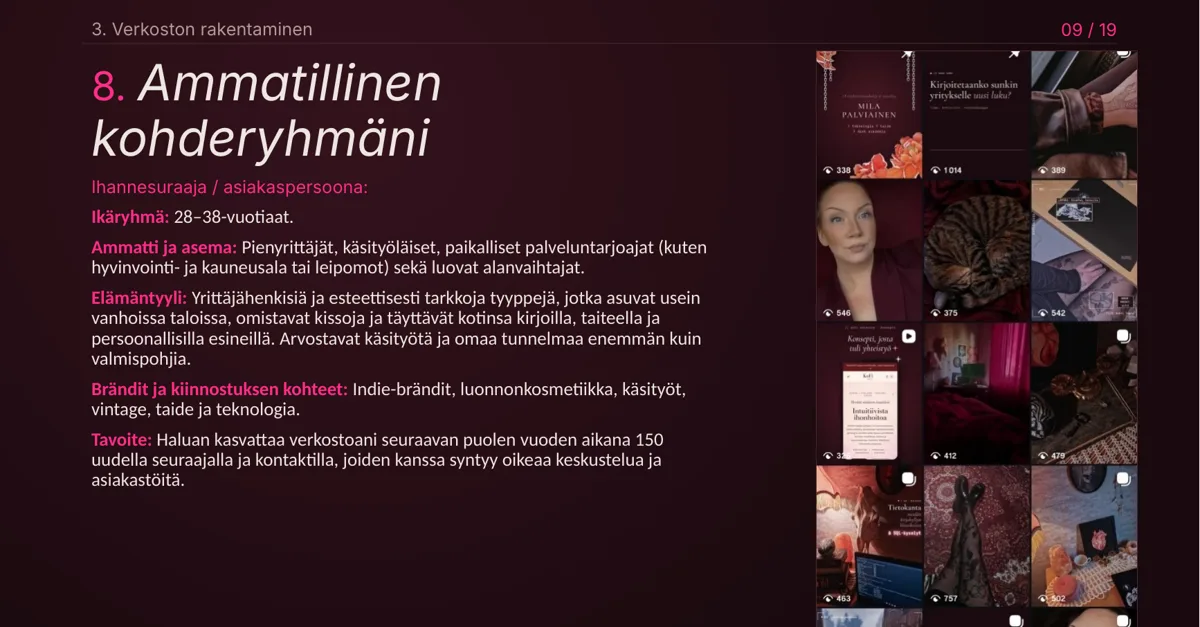 3. Verkoston rakentaminen
09 / 19
8. Ammatillinen
kohderyhmäni
Ihannesuraaja / asiakaspersoona:
Ikäryhmä: 28–38-vuotiaat.
Ammatti ja asema: Pienyrittäjät, käsityöläiset, paikalliset palveluntarjoajat (kuten
hyvinvointi- ja kauneusala tai leipomot) sekä luovat alanvaihtajat.
Elämäntyyli: Yrittäjähenkisiä ja esteettisesti tarkkoja tyyppejä, jotka asuvat usein
vanhoissa taloissa, omistavat kissoja ja täyttävät kotinsa kirjoilla, taiteella ja
persoonallisilla esineillä. Arvostavat käsityötä ja omaa tunnelmaa enemmän kuin
valmispohjia.
Brändit ja kiinnostuksen kohteet: Indie-brändit, luonnonkosmetiikka, käsityöt,
vintage, taide ja teknologia.
Tavoite: Haluan kasvattaa verkostoani seuraavan puolen vuoden aikana 150
uudella seuraajalla ja kontaktilla, joiden kanssa syntyy oikeaa keskustelua ja
asiakastöitä.
MILA
PALVIAINEN
338
Kirjoitetaanko sunkin
yritykselle uusi luku?
1 014
389
546
375
542
Konsepti, josta
tuli yhteistyö
Intuitiivista
ihonhoitoa
412
479
Tietokanta
463
757
502